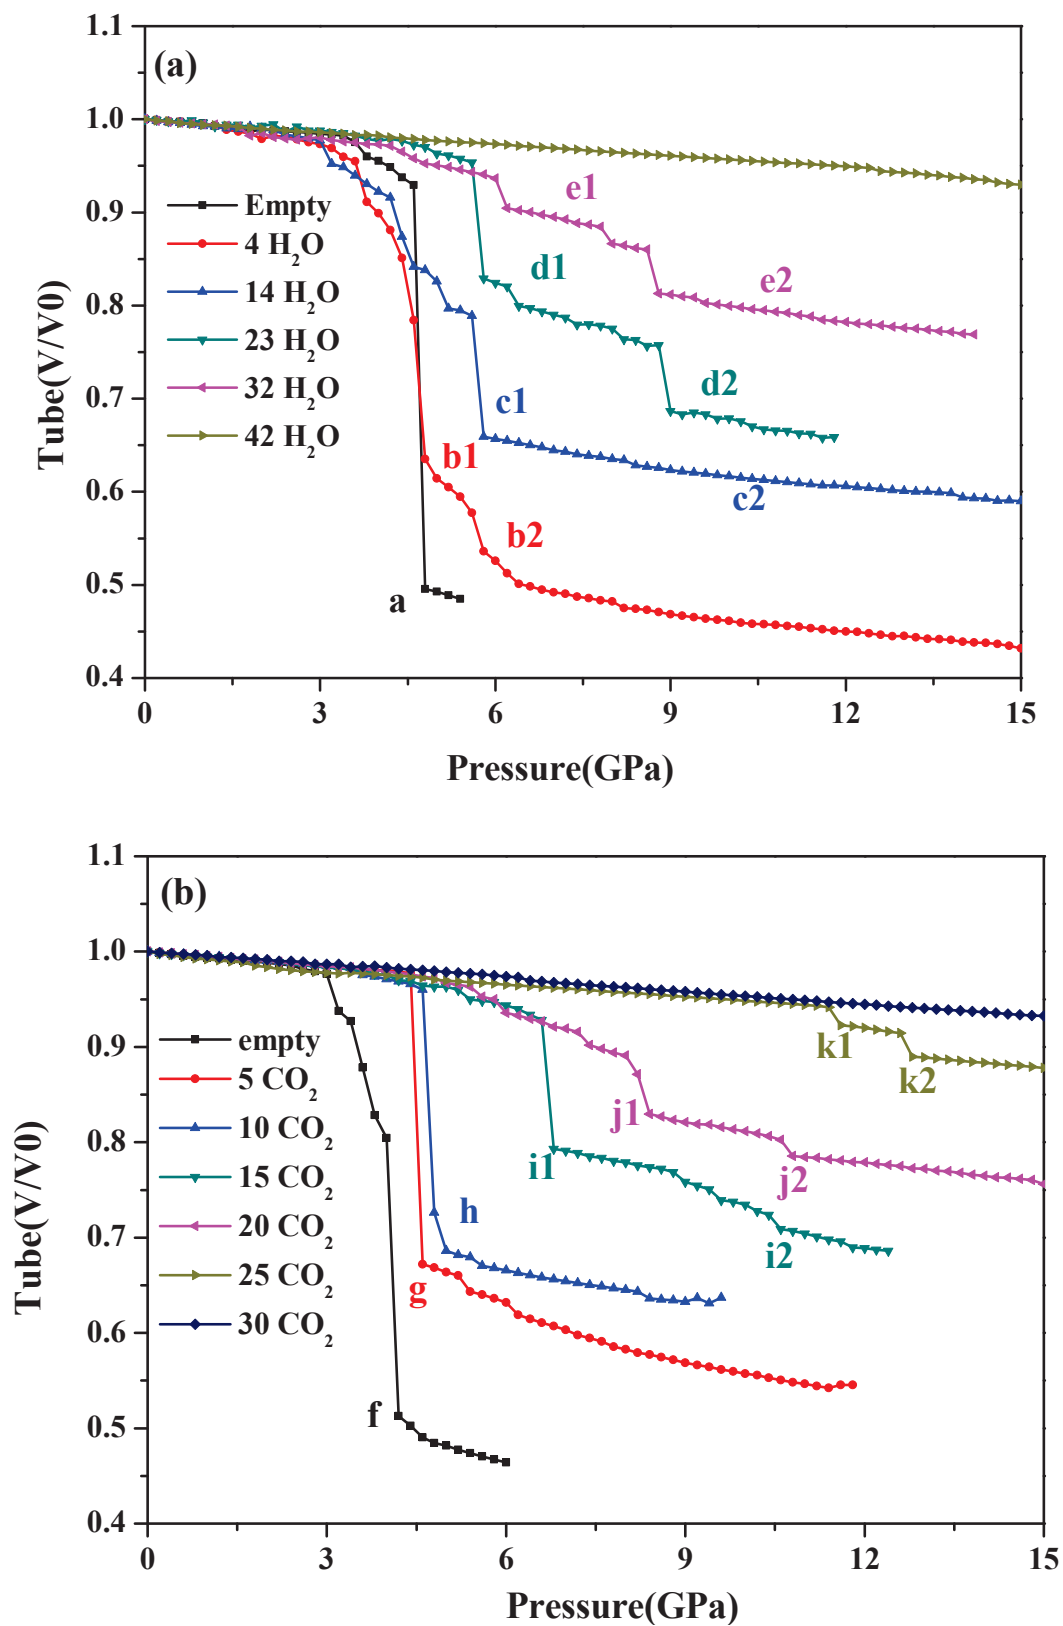 (a)
1.1
1.0
0.9
0.8
0.7
0.6
0.5
0.4
Tube(V/V0)
Empty
4 H₂O
14 H₂O
23 H₂O
32 H₂O
42 H₂O
a
b1
b2
c1
c2
d1
d2
e1
e2
0 3 6 9 12 15
Pressure(GPa)
(b)
1.1
1.0
0.9
0.8
0.7
0.6
0.5
0.4
Tube(V/V0)
empty
5 CO₂
10 CO₂
15 CO₂
20 CO₂
25 CO₂
30 CO₂
f
g
h
i1
i2
j1
j2
k1
k2
0 3 6 9 12 15
Pressure(GPa)